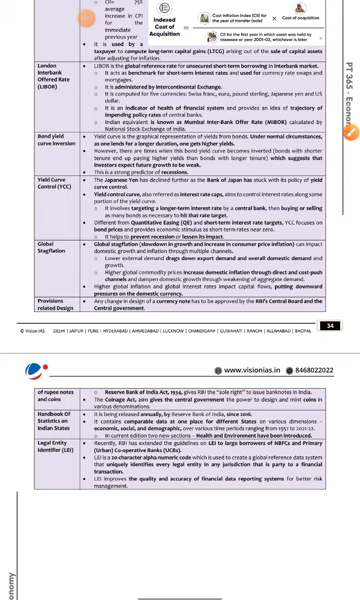 ○ CII= 75%
average
increase in CPI
for the
immediate
previous year
Indexed
Cost of
Acquisition
=
Cost Inflation Index (CII) for
the year of transfer (sale)
×
Cost of acquisition
CII for the first year in which asset was held by
assessee or year 2001-02, whichever is later
• It is used by a
taxpayer to compute long-term capital gains (LTCG) arising out of the sale of capital assets
after adjusting for inflation.
London
Interbank
Offered Rate
(LIBOR)
• LIBOR is the global reference rate for unsecured short-term borrowing in interbank market.
○ It acts as benchmark for short-term interest rates and used for currency rate swaps and
mortgages.
○ It is administered by Intercontinental Exchange.
○ It is computed for five currencies: Swiss franc, euro, pound sterling, Japanese yen and US
dollar.
○ It is an indicator of health of financial system and provides an idea of trajectory of
impending policy rates of central banks.
○ Indian equivalent is known as Mumbai Inter-Bank Offer Rate (MIBOR) calculated by
National Stock Exchange of India.
Bond yield
curve inversion
• Yield curve is the graphical representation of yields from bonds. Under normal circumstances,
as one lends for a longer duration, one gets higher yields.
• However, there are times when this bond yield curve becomes inverted (bonds with shorter
tenure end up paying higher yields than bonds with longer tenure) which suggests that
investors expect future growth to be weak.
• This is a strong predictor of recessions.
Yield Curve
Control (YCC)
• The Japanese Yen has declined further as the Bank of Japan has stuck with its policy of yield
curve control.
• Yield curve control, also referred as interest rate caps, aims to control interest rates along some
portion of the yield curve.
○ It involves targeting a longer-term interest rate by a central bank, then buying or selling
as many bonds as necessary to hit that rate target.
• Different from Quantitative Easing (QE) and short-term interest rate targets, YCC focuses on
bond prices and provides economic stimulus as short-term rates near zero.
○ It helps to prevent recession or lessen its impact.
Global
Stagflation
• Global stagflation (slowdown in growth and increase in consumer price inflation) can impact
domestic growth and inflation through multiple channels.
○ Lower external demand drags down export demand and overall domestic demand and
growth.
○ Higher global commodity prices increase domestic inflation through direct and cost-push
channels and dampen domestic growth through weakening of aggregate demand.
• Higher global inflation and global interest rates impact capital flows, putting downward
pressures on the domestic currency.
Provisions
related Design
• Any change in design of a currency note has to be approved by the RBI's Central Board and the
Central government.
PT 365 - Econom
34
© Vision IAS DELHI | JAIPUR | PUNE | HYDERABAD | AHMEDABAD | LUCKNOW | CHANDIGARH | GUWAHATI | RANCHI | ALLAHABAD | BHOPAL
www.visionias.in 8468022022
of rupee notes
and coins
○ Reserve Bank of India Act, 1934, gives RBI the "sole right" to issue banknotes in India.
• The Coinage Act, 2011 gives the central government the power to design and mint coins in
various denominations.
Handbook Of
Statistics on
Indian States
• It is being released annually, by Reserve Bank of India, since 2016.
• It contains comparable data at one place for different States on various dimensions –
economic, social, and demographic, over various time periods ranging from 1951 to 2021-22.
○ In current edition two new sections – Health and Environment have been introduced.
Legal Entity
Identifier (LEI)
• Recently, RBI has extended the guidelines on LEI to large borrowers of NBFCs and Primary
(Urban) Co-operative Banks (UCBs).
• LEI is a 20-character alpha-numeric code which is used to create a global reference data system
that uniquely identifies every legal entity in any jurisdiction that is party to a financial
transaction.
• LEI improves the quality and accuracy of financial data reporting systems for better risk
management.
onomy